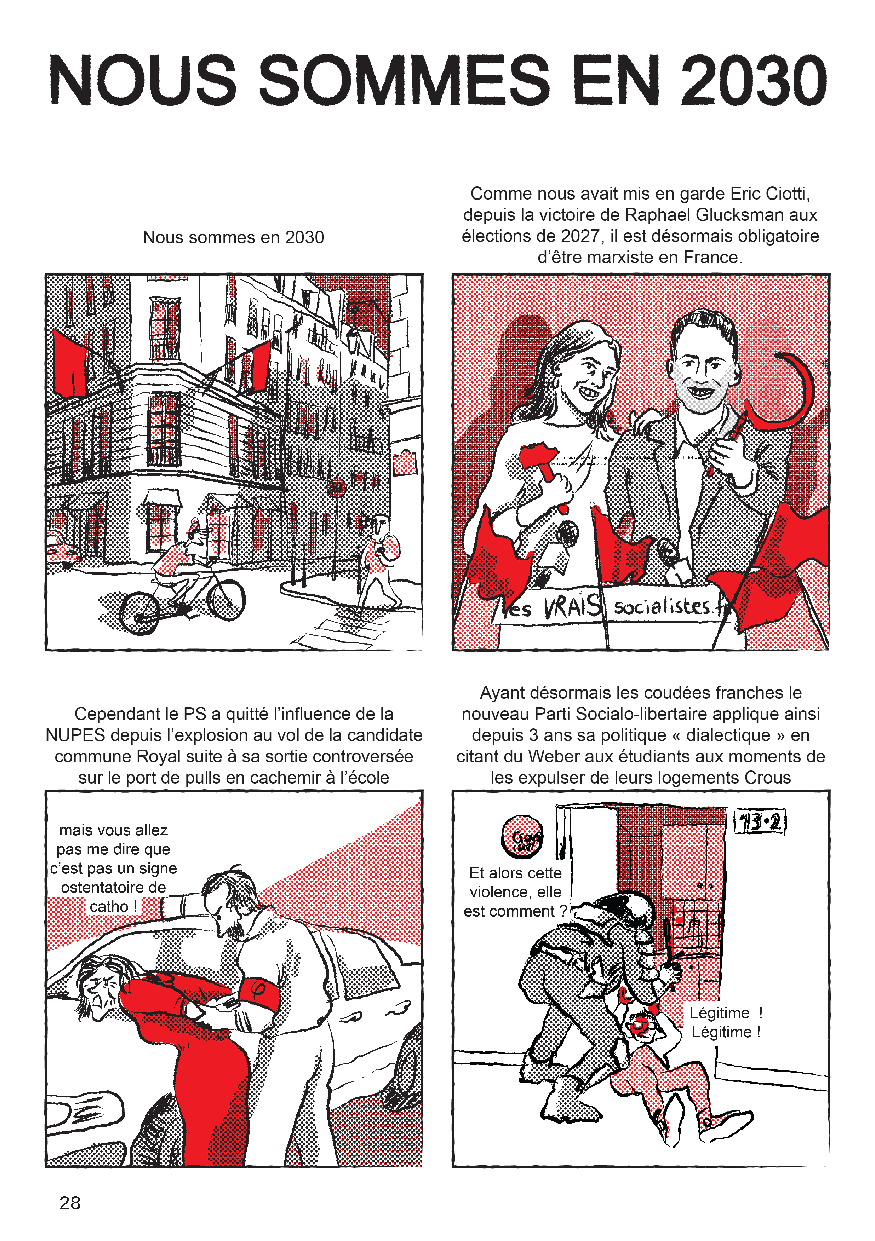 NOUS SOMMES EN 2030
Nous sommes en 2030
Comme nous avait mis en garde Eric Ciotti,
depuis la victoire de Raphael Glucksman aux
élections de 2027, il est désormais obligatoire
d'être marxiste en France.
les VRAIS socialistes.fr
Cependant le PS a quitté l'influence de la
NUPES depuis l'explosion au vol de la candidate
commune Royal suite à sa sortie controversée
sur le port de pulls en cachemir à l'école
mais vous allez
pas me dire que
c'est pas un signe
ostentatoire de
catho !
Ayant désormais les coudées franches le
nouveau Parti Socialo-libertaire applique ainsi
depuis 3 ans sa politique « dialectique » en
citant du Weber aux étudiants aux moments de
les expulser de leurs logements Crous
13.2
Et alors cette
violence, elle
est comment ?
Légitime !
Légitime !
28